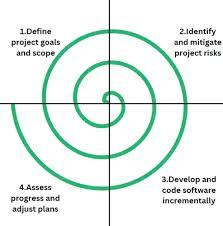 1.Define
project goals
and scope
2.Identify
and mitigate
project risks
4.Assess
progress and
adjust plans
3.Develop and
code software
incrementally